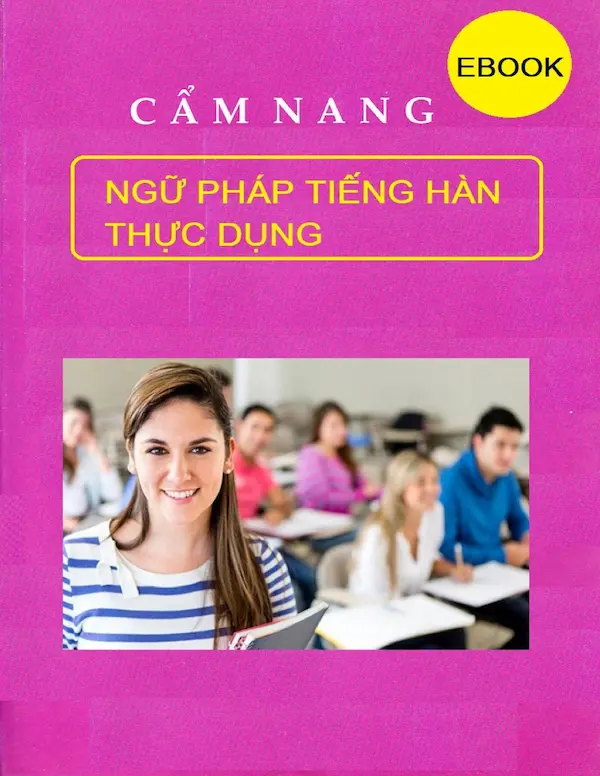 EBOOK
CẨM NANG
NGỮ PHÁP TIẾNG HÀN
THỰC DỤNG